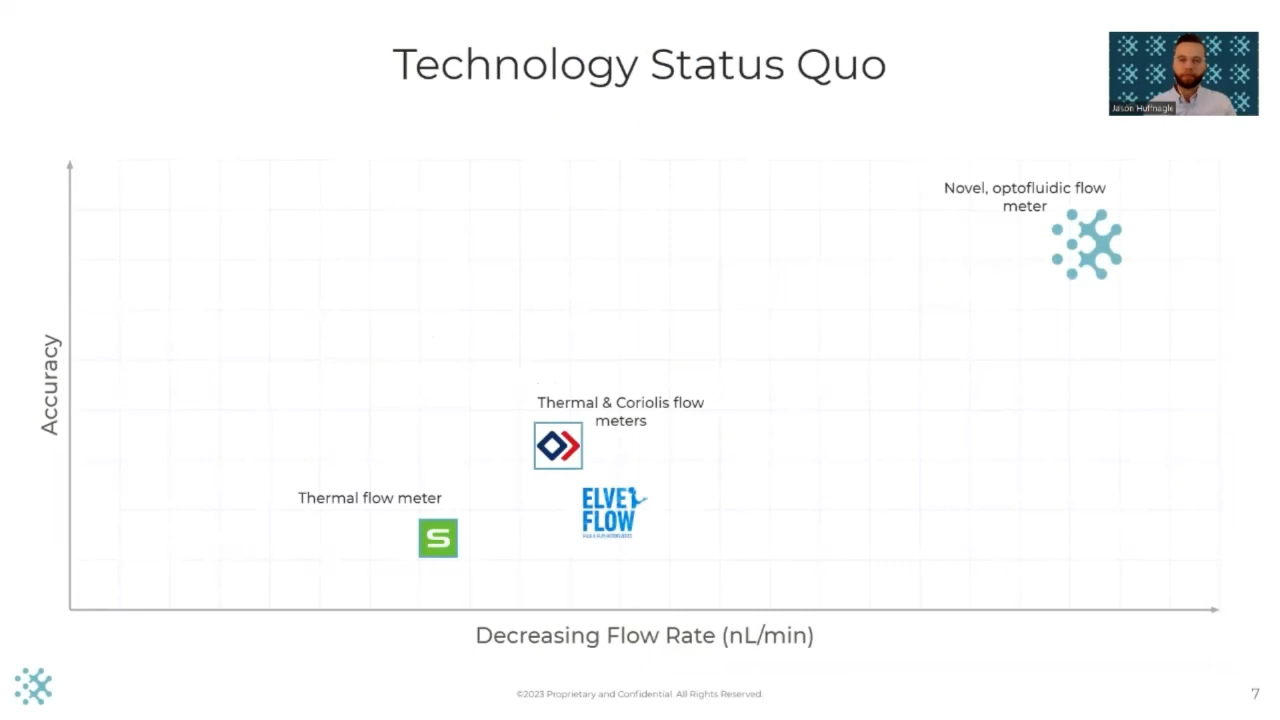 Technology Status Quo
Jason Huffnagle
Novel, optofluidic flow
meter
Accuracy
Thermal & Coriolis flow
meters
Thermal flow meter
S
ELVE
FLOW
Decreasing Flow Rate (nL/min)
©2023 Proprietary and Confidential. All Rights Reserved.
7